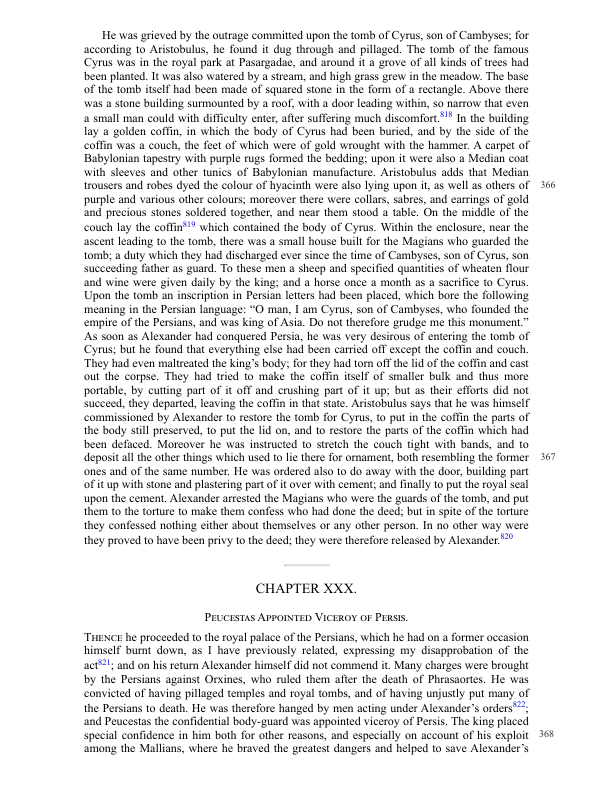 He was grieved by the outrage committed upon the tomb of Cyrus, son of Cambyses; for
according to Aristobulus, he found it dug through and pillaged. The tomb of the famous
Cyrus was in the royal park at Pasargadae, and around it a grove of all kinds of trees had
been planted. It was also watered by a stream, and high grass grew in the meadow. The base
of the tomb itself had been made of squared stone in the form of a rectangle. Above there
was a stone building surmounted by a roof, with a door leading within, so narrow that even
a small man could with difficulty enter, after suffering much discomfort.818 In the building
lay a golden coffin, in which the body of Cyrus had been buried, and by the side of the
coffin was a couch, the feet of which were of gold wrought with the hammer. A carpet of
Babylonian tapestry with purple rugs formed the bedding; upon it were also a Median coat
with sleeves and other tunics of Babylonian manufacture. Aristobulus adds that Median
trousers and robes dyed the colour of hyacinth were also lying upon it, as well as others of 366
purple and various other colours; moreover there were collars, sabres, and earrings of gold
and precious stones soldered together, and near them stood a table. On the middle of the
couch lay the coffin819 which contained the body of Cyrus. Within the enclosure, near the
ascent leading to the tomb, there was a small house built for the Magians who guarded the
tomb; a duty which they had discharged ever since the time of Cambyses, son of Cyrus, son
succeeding father as guard. To these men a sheep and specified quantities of wheaten flour
and wine were given daily by the king; and a horse once a month as a sacrifice to Cyrus.
Upon the tomb an inscription in Persian letters had been placed, which bore the following
meaning in the Persian language: “O man, I am Cyrus, son of Cambyses, who founded the
empire of the Persians, and was king of Asia. Do not therefore grudge me this monument.”
As soon as Alexander had conquered Persia, he was very desirous of entering the tomb of
Cyrus; but he found that everything else had been carried off except the coffin and couch.
They had even maltreated the king’s body; for they had torn off the lid of the coffin and cast
out the corpse. They had tried to make the coffin itself of smaller bulk and thus more
portable, by cutting part of it off and crushing part of it up; but as their efforts did not
succeed, they departed, leaving the coffin in that state. Aristobulus says that he was himself
commissioned by Alexander to restore the tomb for Cyrus, to put in the coffin the parts of
the body still preserved, to put the lid on, and to restore the parts of the coffin which had
been defaced. Moreover he was instructed to stretch the couch tight with bands, and to
deposit all the other things which used to lie there for ornament, both resembling the former 367
ones and of the same number. He was ordered also to do away with the door, building part
of it up with stone and plastering part of it over with cement; and finally to put the royal seal
upon the cement. Alexander arrested the Magians who were the guards of the tomb, and put
them to the torture to make them confess who had done the deed; but in spite of the torture
they confessed nothing either about themselves or any other person. In no other way were
they proved to have been privy to the deed; they were therefore released by Alexander.820
CHAPTER XXX.
Peucestas Appointed Viceroy of Persis.
Thence he proceeded to the royal palace of the Persians, which he had on a former occasion
himself burnt down, as I have previously related, expressing my disapprobation of the
act821; and on his return Alexander himself did not commend it. Many charges were brought
by the Persians against Orxines, who ruled them after the death of Phrasaortes. He was
convicted of having pillaged temples and royal tombs, and of having unjustly put many of
the Persians to death. He was therefore hanged by men acting under Alexander’s orders822;
and Peucestas the confidential body-guard was appointed viceroy of Persis. The king placed
special confidence in him both for other reasons, and especially on account of his exploit 368
among the Mallians, where he braved the greatest dangers and helped to save Alexander’s